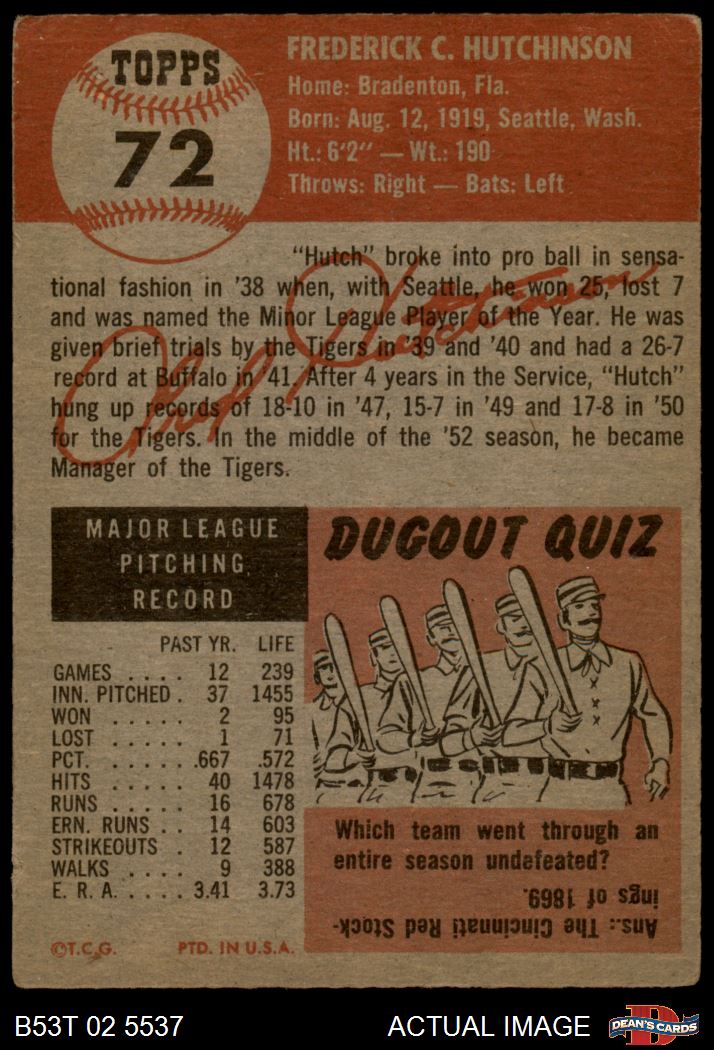 TOPPS
72
FREDERICK C. HUTCHINSON
Home: Bradenton, Fla.
Born: Aug. 12, 1919, Seattle, Wash.
Ht.: 6'2" — Wt.: 190
Throws: Right — Bats: Left
"Hutch" broke into pro ball in sensa-
tional fashion in '38 when, with Seattle, he won 25, lost 7
and was named the Minor League Player of the Year. He was
given brief trials by the Tigers in '39 and '40 and had a 26-7
record at Buffalo in '41. After 4 years in the Service, "Hutch"
hung up records of 18-10 in '47, 15-7 in '49 and 17-8 in '50
for the Tigers. In the middle of the '52 season, he became
Manager of the Tigers.
Fred Hutchinson
MAJOR LEAGUE
PITCHING
RECORD
PAST YR. LIFE
GAMES . . . . 12 239
INN. PITCHED . 37 1455
WON . . . . . . 2 95
LOST . . . . . . 1 71
PCT. . . . . . .667 .572
HITS . . . . . 40 1478
RUNS . . . . . 16 678
ERN. RUNS . . 14 603
STRIKEOUTS . 12 587
WALKS . . . . 9 388
E. R. A. . . . . 3.41 3.73
©T.C.G. PTD. IN U.S.A.
DUGOUT QUIZ
Which team went through an
entire season undefeated?
Ans.: The Cincinnati Red Stock-
ings of 1869.
B53T 02 5537
ACTUAL IMAGE
D
DEAN'S CARDS